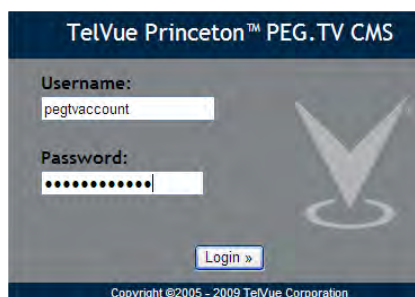 TelVue Princeton™ PEG.TV CMS
Username:
pegtvaccount
Password:
••••••••••••
Login »
Copyright ©2005 - 2009 TelVue Corporation